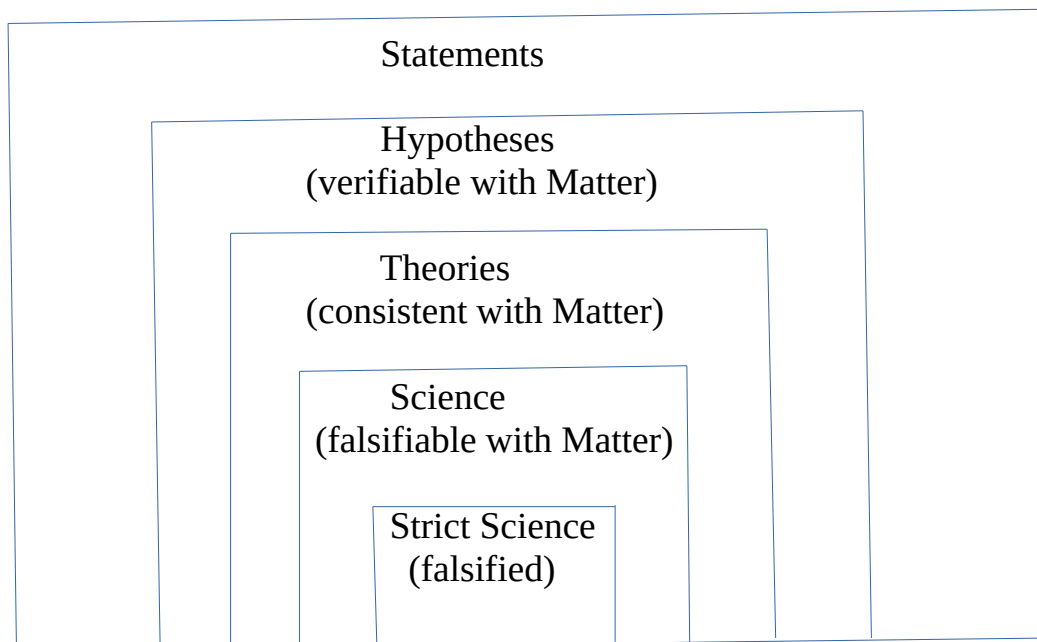 Statements
Hypotheses
(verifiable with Matter)
Theories
(consistent with Matter)
Science
(falsifiable with Matter)
Strict Science
(falsified)